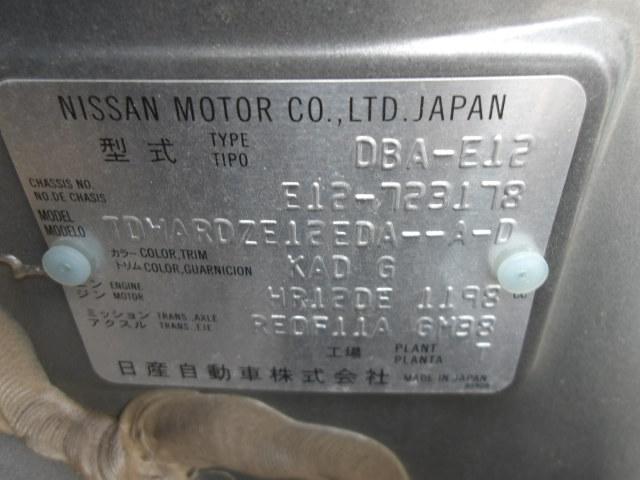 NISSAN MOTOR CO.,LTD.JAPAN
型式 TYPE TIPO DBA-E12
CHASSIS NO. NO.DE CHASIS E12-723178
MODEL MODELO TDWARDZE12EDA--A-D
カラー COLOR,TRIM
トリム COLOR,GUARNICION KAD G
ENGINE MOTOR HR12DE 1198 cc
ミッション TRANS.,AXLE
アクスル TRANS.,EJE RE0F11A GM38
工場 PLANT PLANTA T
日産自動車株式会社 MADE IN JAPAN